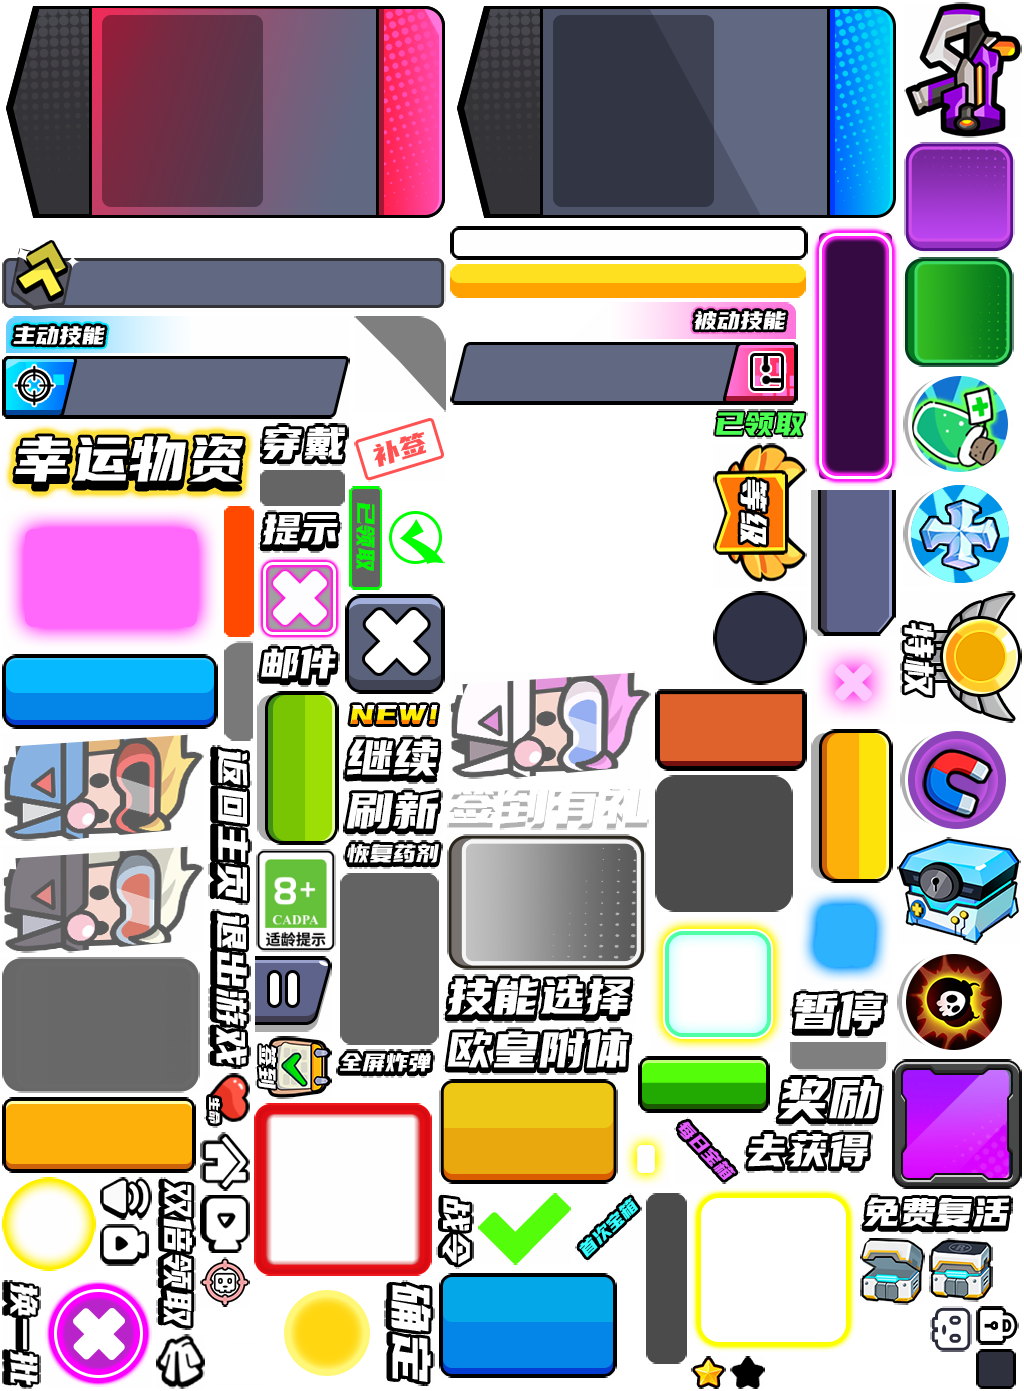 主动技能
被动技能
已领取
幸运物资
穿戴
补签
等级
提示
已领取
邮件
特权
NEW!
继续
返回主页
刷新
签到有礼
恢复药剂
8+
CADPA
适龄提示
退出游戏
技能选择
暂停
欧皇附体
签到
全屏炸弹
生命
奖励
每日宝箱
去获得
双倍领取
战令
首次宝箱
免费复活
换一批
确定